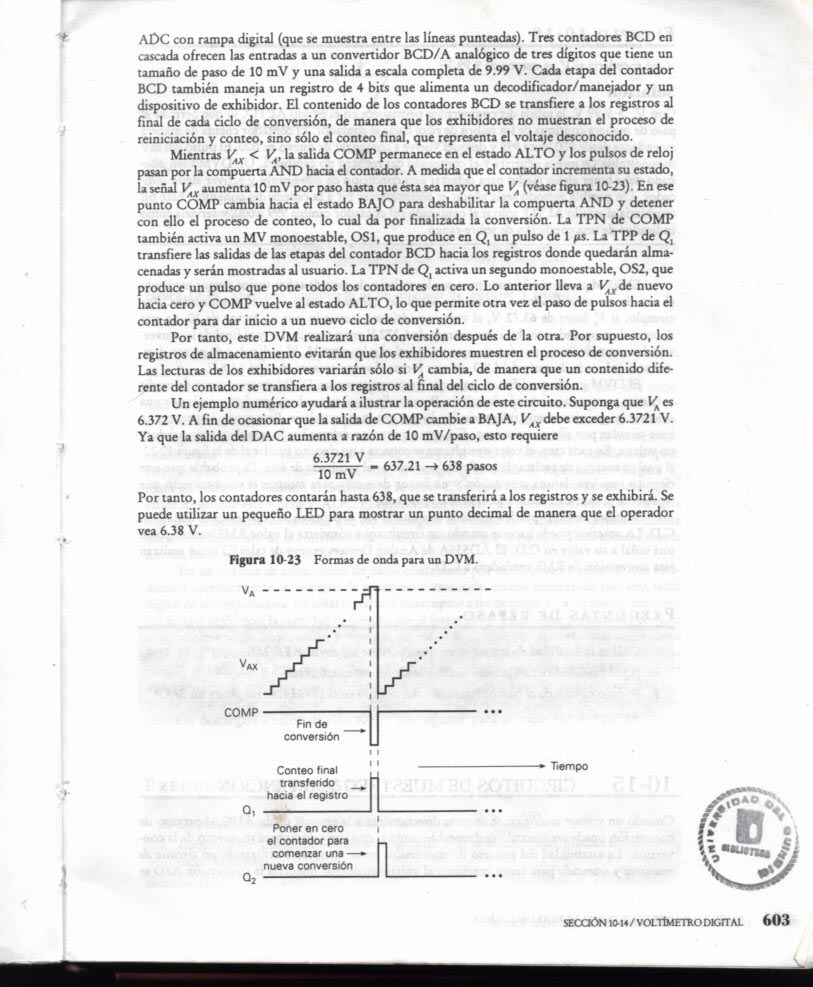 ADC con rampa digital (que se muestra entre las líneas punteadas). Tres contadores BCD en
cascada ofrecen las entradas a un convertidor BCD/A analógico de tres dígitos que tiene un
tamaño de paso de 10 mV y una salida a escala completa de 9.99 V. Cada etapa del contador
BCD también maneja un registro de 4 bits que alimenta un decodificador/manejador y un
dispositivo de exhibidor. El contenido de los contadores BCD se transfiere a los registros al
final de cada ciclo de conversión, de manera que los exhibidores no muestran el proceso de
reiniciación y conteo, sino sólo el conteo final, que representa el voltaje desconocido.
Mientras V_AX < V_A, la salida COMP permanece en el estado ALTO y los pulsos de reloj
pasan por la compuerta AND hacia el contador. A medida que el contador incrementa su estado,
la señal V_AX aumenta 10 mV por paso hasta que ésta sea mayor que V_A (véase figura 10-23). En ese
punto COMP cambia hacia el estado BAJO para deshabilitar la compuerta AND y detener
con ello el proceso de conteo, lo cual da por finalizada la conversión. La TPN de COMP
también activa un MV monoestable, OS1, que produce en Q₁ un pulso de 1 μs. La TPP de Q₁
transfiere las salidas de las etapas del contador BCD hacia los registros donde quedarán alma-
cenadas y serán mostradas al usuario. La TPN de Q₁ activa un segundo monoestable, OS2, que
produce un pulso que pone todos los contadores en cero. Lo anterior lleva a V_AX de nuevo
hacia cero y COMP vuelve al estado ALTO, lo que permite otra vez el paso de pulsos hacia el
contador para dar inicio a un nuevo ciclo de conversión.
Por tanto, este DVM realizará una conversión después de la otra. Por supuesto, los
registros de almacenamiento evitarán que los exhibidores muestren el proceso de conversión.
Las lecturas de los exhibidores variarán sólo si V_A cambia, de manera que un contenido dife-
rente del contador se transfiera a los registros al final del ciclo de conversión.
Un ejemplo numérico ayudará a ilustrar la operación de este circuito. Suponga que V_A es
6.372 V. A fin de ocasionar que la salida de COMP cambie a BAJA, V_AX debe exceder 6.3721 V.
Ya que la salida del DAC aumenta a razón de 10 mV/paso, esto requiere
6.3721 V
10 mV = 637.21 → 638 pasos
Por tanto, los contadores contarán hasta 638, que se transferirá a los registros y se exhibirá. Se
puede utilizar un pequeño LED para mostrar un punto decimal de manera que el operador
vea 6.38 V.
Figura 10-23 Formas de onda para un DVM.
V_A
V_AX
COMP
Fin de
conversión
Tiempo
Conteo final
transferido
hacia el registro
Q₁
Poner en cero
el contador para
comenzar una
nueva conversión
Q₂
UNIVERSIDAD DEL QUINDIO
BIBLIOTECA
SECCIÓN 10-14 / VOLTÍMETRO DIGITAL 603